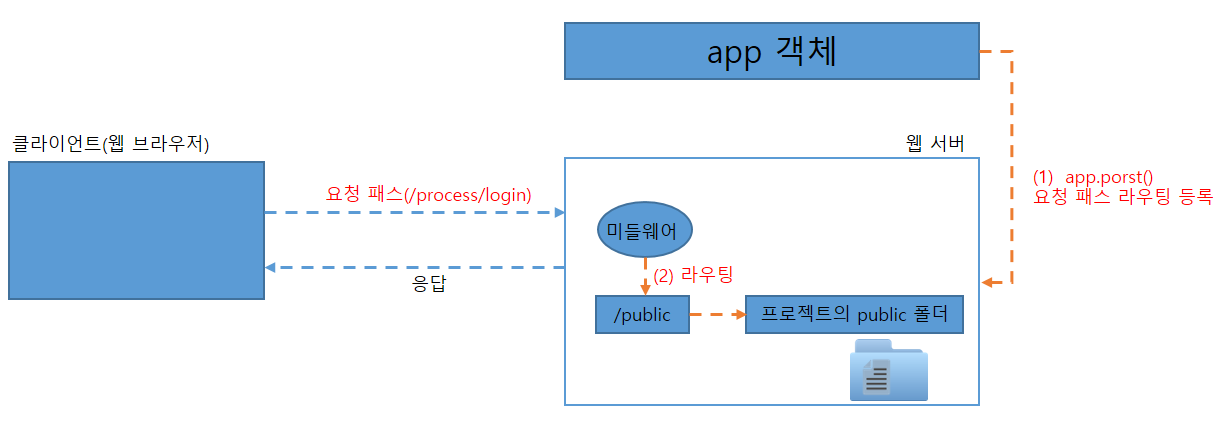 app 객체
클라이언트(웹 브라우저)
웹 서버
요청 패스(/process/login)
(1) app.porst()
요청 패스 라우팅 등록
미들웨어
(2) 라우팅
응답
/public
프로젝트의 public 폴더